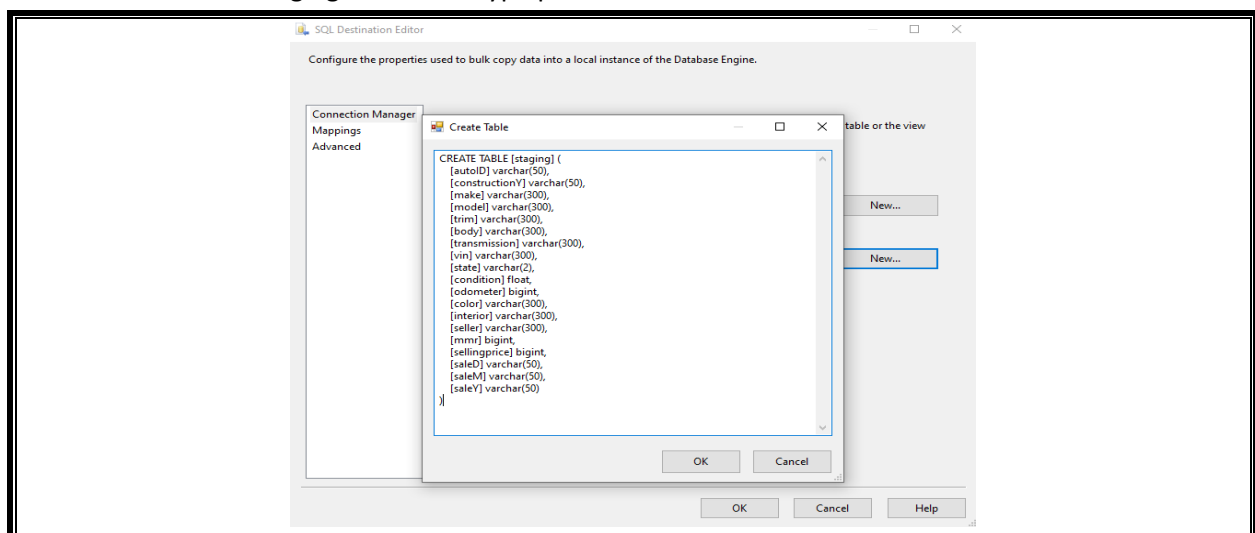 SQL Destination Editor
Configure the properties used to bulk copy data into a local instance of the Database Engine.
Connection Manager
Mappings
Advanced
table or the view
New...
New...
Create Table
CREATE TABLE [staging] (
[autoID] varchar(50),
[constructionY] varchar(50),
[make] varchar(300),
[model] varchar(300),
[trim] varchar(300),
[body] varchar(300),
[transmission] varchar(300),
[vin] varchar(300),
[state] varchar(2),
[condition] float,
[odometer] bigint,
[color] varchar(300),
[interior] varchar(300),
[seller] varchar(300),
[mmr] bigint,
[sellingprice] bigint,
[saleD] varchar(50),
[saleM] varchar(50),
[saleY] varchar(50)
)
OK Cancel
OK Cancel Help